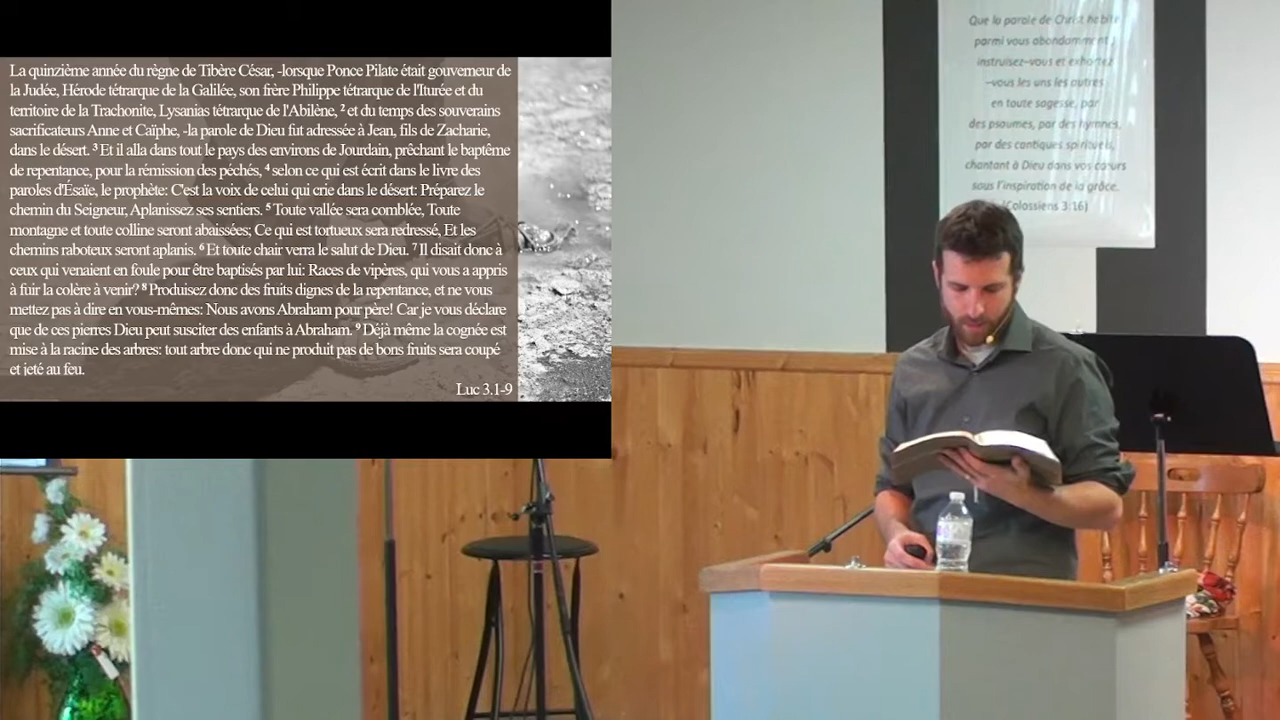 La quinzième année du règne de Tibère César, -lorsque Ponce Pilate était gouverneur de
la Judée, Hérode tétrarque de la Galilée, son frère Philippe tétrarque de l'Iturée et du
territoire de la Trachonite, Lysanias tétrarque de l'Abilène, ² et du temps des souverains
sacrificateurs Anne et Caïphe, -la parole de Dieu fut adressée à Jean, fils de Zacharie,
dans le désert. ³ Et il alla dans tout le pays des environs de Jourdain, prêchant le baptême
de repentance, pour la rémission des péchés, ⁴ selon ce qui est écrit dans le livre des
paroles d'Ésaïe, le prophète: C'est la voix de celui qui crie dans le désert: Préparez le
chemin du Seigneur, Aplanissez ses sentiers. ⁵ Toute vallée sera comblée, Toute
montagne et toute colline seront abaissées; Ce qui est tortueux sera redressé, Et les
chemins raboteux seront aplanis. ⁶ Et toute chair verra le salut de Dieu. ⁷ Il disait donc à
ceux qui venaient en foule pour être baptisés par lui: Races de vipères, qui vous a appris
à fuir la colère à venir? ⁸ Produisez donc des fruits dignes de la repentance, et ne vous
mettez pas à dire en vous-mêmes: Nous avons Abraham pour père! Car je vous déclare
que de ces pierres Dieu peut susciter des enfants à Abraham. ⁹ Déjà même la cognée est
mise à la racine des arbres: tout arbre donc qui ne produit pas de bons fruits sera coupé
et jeté au feu.
Luc 3.1-9
Que la parole de Christ habite
parmi vous abondamment;
instruisez-vous et exhortez
-vous les uns les autres
en toute sagesse, par
des psaumes, par des hymnes,
par des cantiques spirituels,
chantant à Dieu dans vos cœurs
sous l'inspiration de la grâce.
(Colossiens 3:16)